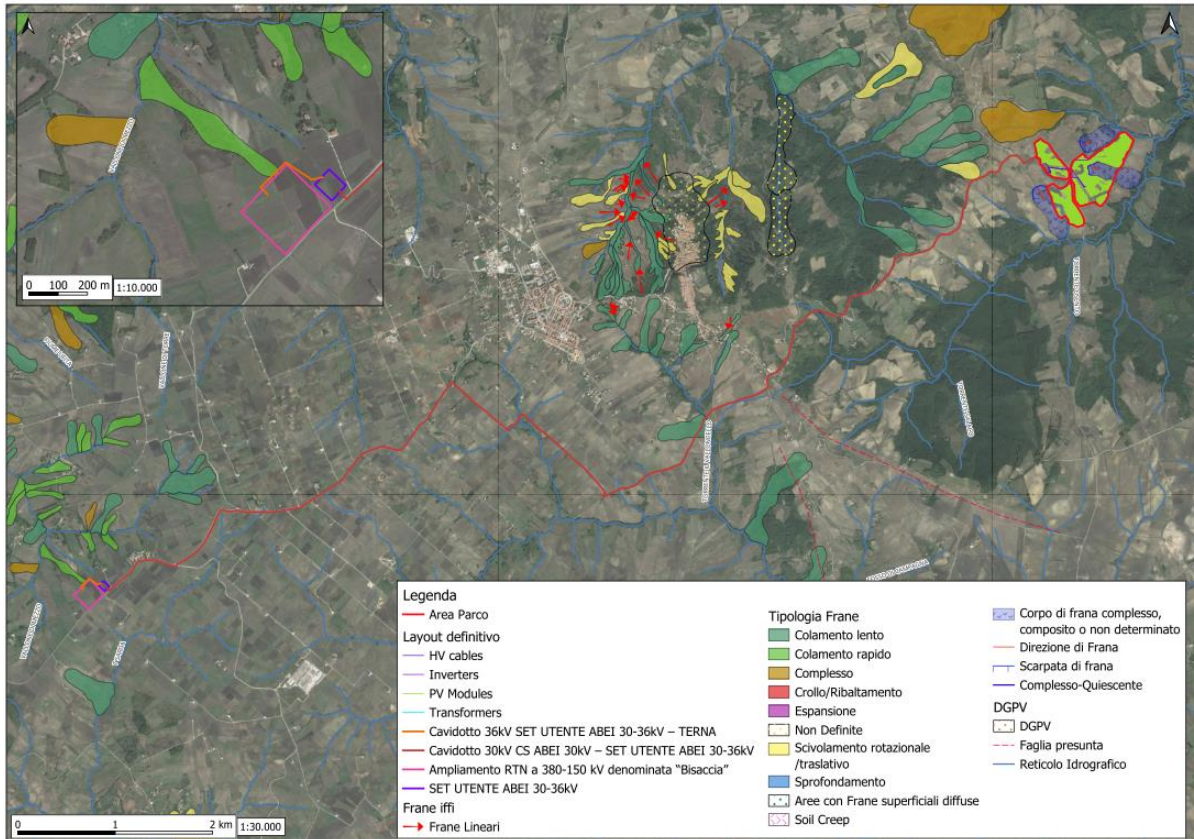 0 100 200 m
1:10.000
VALLONE TORRE
0 1 2 km
1:30.000
Legenda
Area Parco
Layout definitivo
HV cables
Inverters
PV Modules
Transformers
Cavidotto 36kV SET UTENTE ABEI 30-36kV – TERNA
Cavidotto 30kV CS ABEI 30kV – SET UTENTE ABEI 30-36kV
Ampliamento RTN a 380-150 kV denominata "Bisaccia"
SET UTENTE ABEI 30-36kV
Frane iffi
Frane Lineari
Tipologia Frane
Colamento lento
Colamento rapido
Complesso
Crollo/Ribaltamento
Espansione
Non Definite
Scivolamento rotazionale
/traslativo
Sprofondamento
Aree con Frane superficiali diffuse
Soil Creep
Corpo di frana complesso,
composito o non determinato
Direzione di Frana
Scarpata di frana
Complesso-Quiescente
DGPV
DGPV
Faglia presunta
Reticolo Idrografico